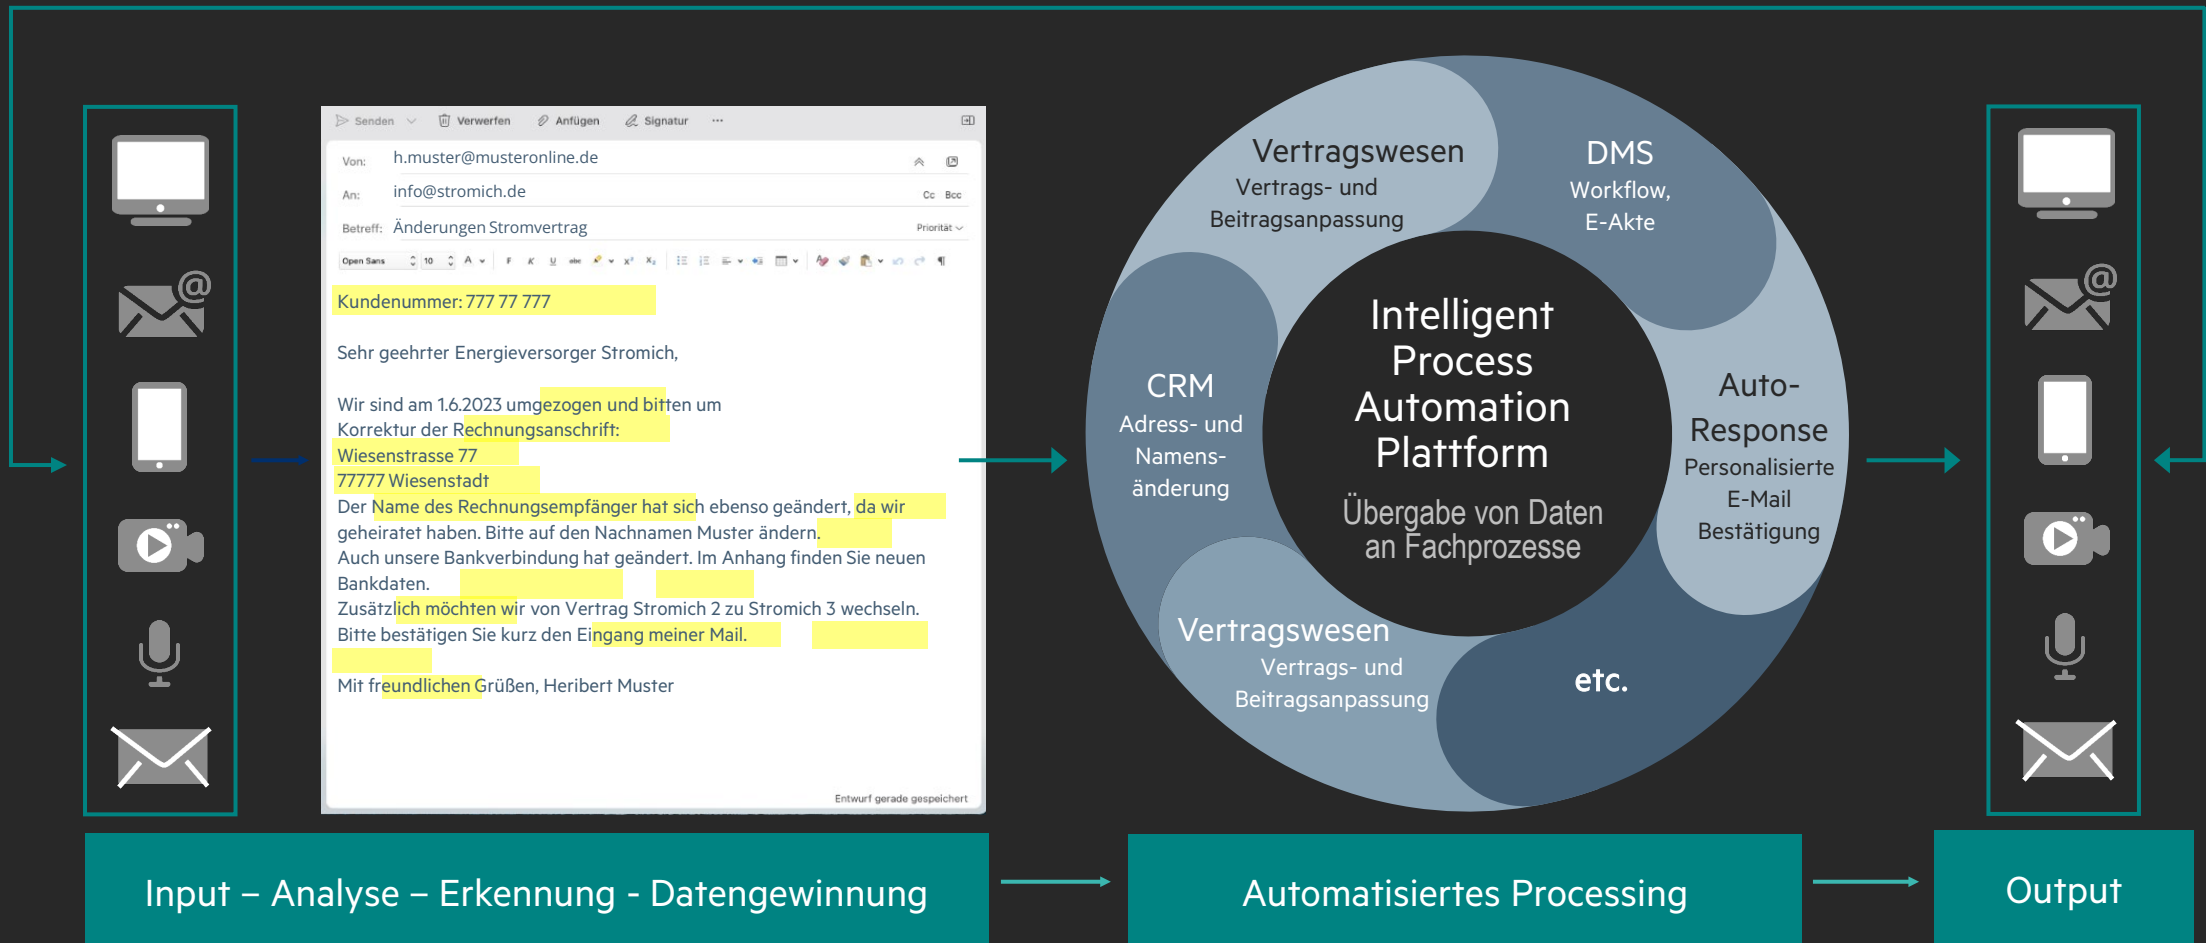 Senden Verwerfen Anfügen Signatur ...
Von: h.muster@musteronline.de
An: info@stromich.de Cc Bcc
Betreff: Änderungen Stromvertrag Priorität
Open Sans 10 A F K U abc X² X₂ ¶
Kundenummer: 777 77 777
Sehr geehrter Energieversorger Stromich,
Wir sind am 1.6.2023 umgezogen und bitten um
Korrektur der Rechnungsanschrift:
Wiesenstrasse 77
77777 Wiesenstadt
Der Name des Rechnungsempfänger hat sich ebenso geändert, da wir
geheiratet haben. Bitte auf den Nachnamen Muster ändern.
Auch unsere Bankverbindung hat geändert. Im Anhang finden Sie neuen
Bankdaten.
Zusätzlich möchten wir von Vertrag Stromich 2 zu Stromich 3 wechseln.
Bitte bestätigen Sie kurz den Eingang meiner Mail.
Mit freundlichen Grüßen, Heribert Muster
Entwurf gerade gespeichert
Vertragswesen
Vertrags- und
Beitragsanpassung
DMS
Workflow,
E-Akte
CRM
Adress- und
Namens-
änderung
Intelligent
Process
Automation
Plattform
Übergabe von Daten
an Fachprozesse
Auto-
Response
Personalisierte
E-Mail
Bestätigung
Vertragswesen
Vertrags- und
Beitragsanpassung
etc.
@
@
Input – Analyse – Erkennung - Datengewinnung
Automatisiertes Processing
Output